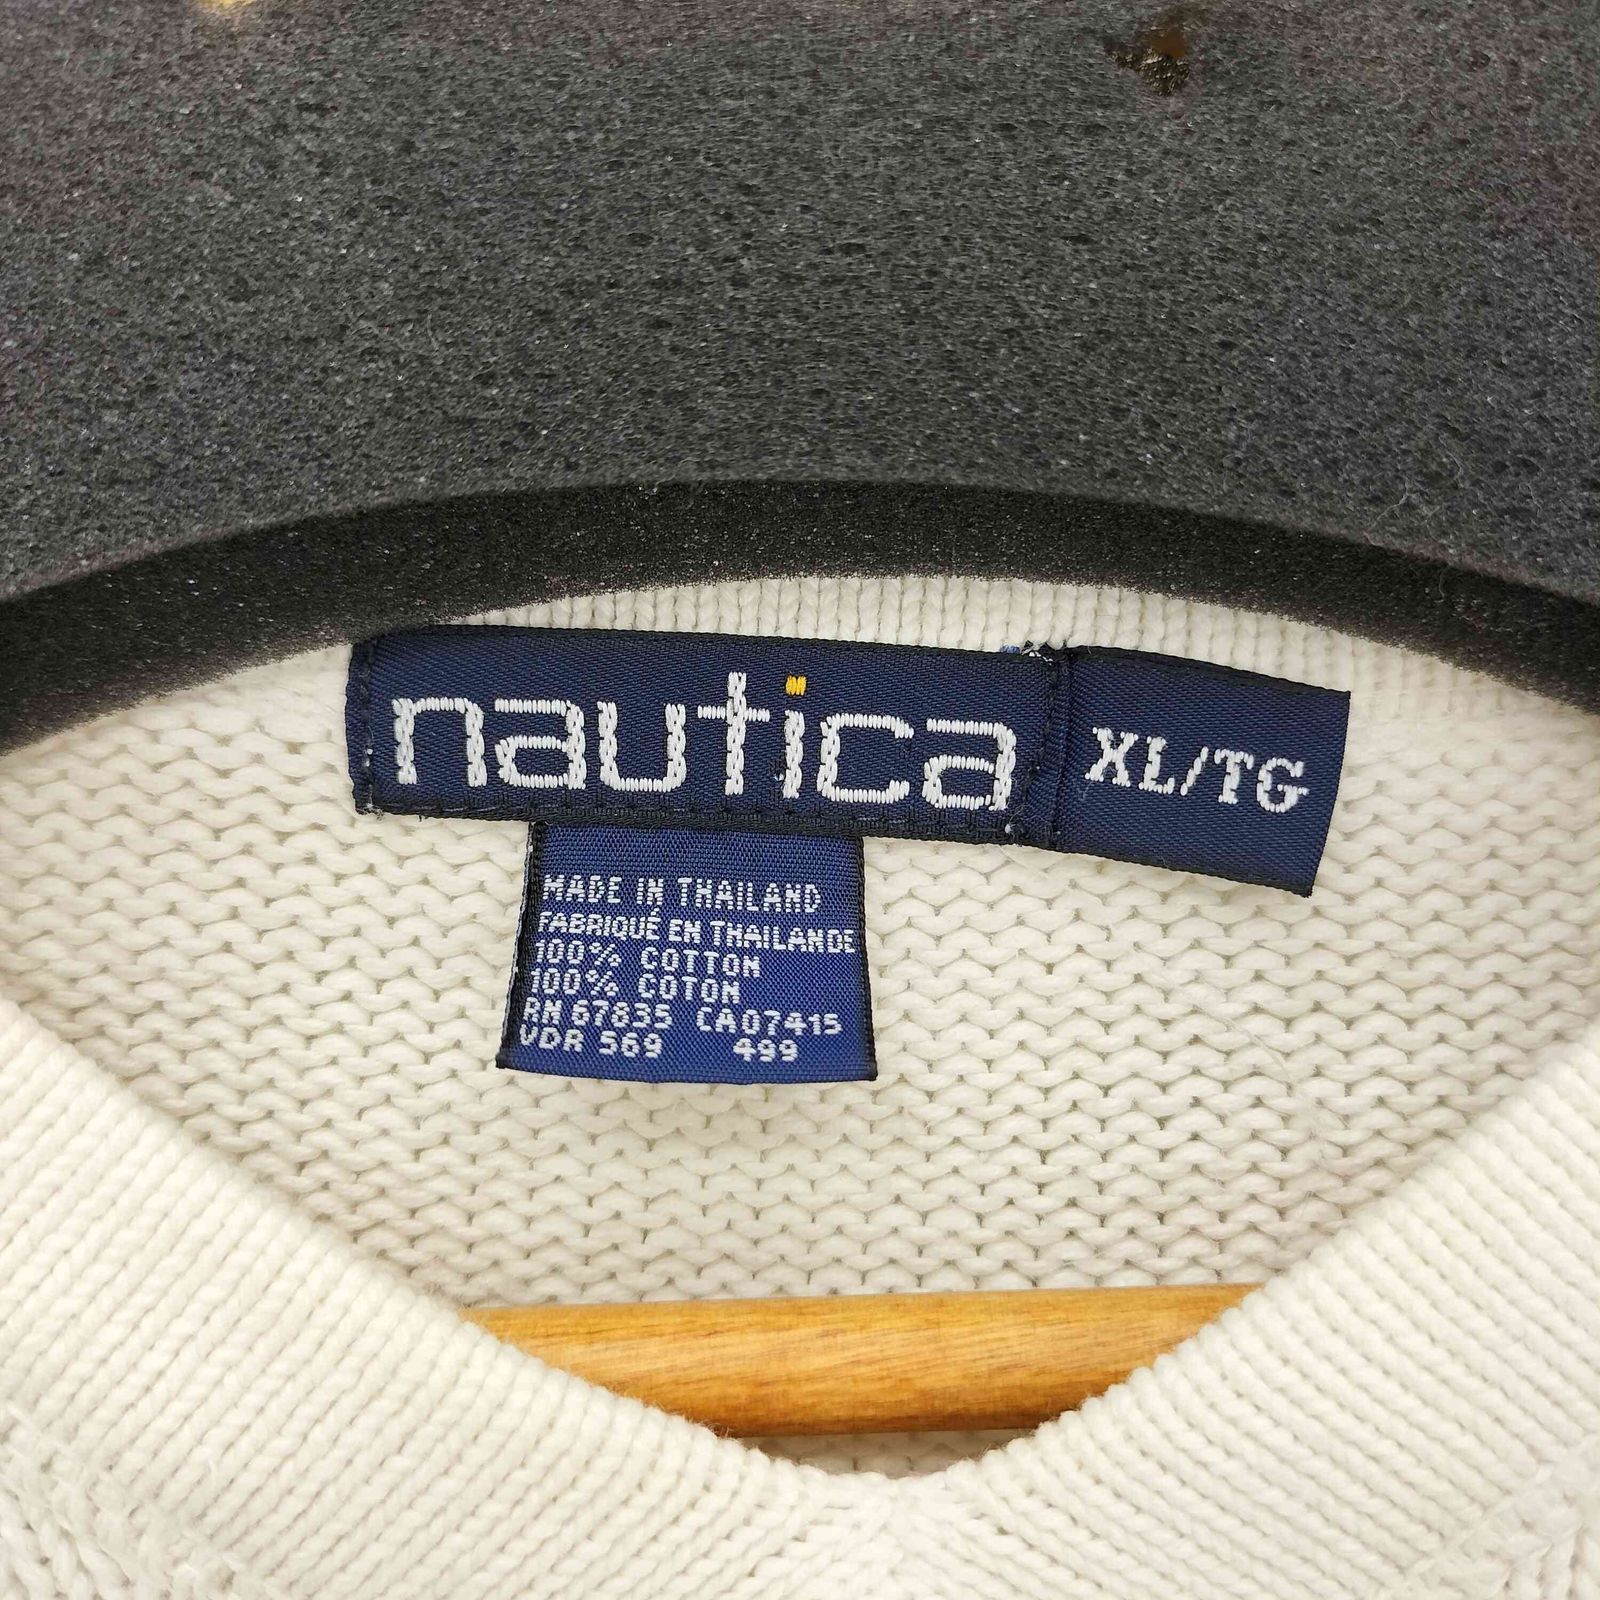 nautica
XL/TG
MADE IN THAILAND
FABRIQUÉ EN THAILANDE
100% COTTON
100% COTON
RN 67835 CA07415
VDR 569 499